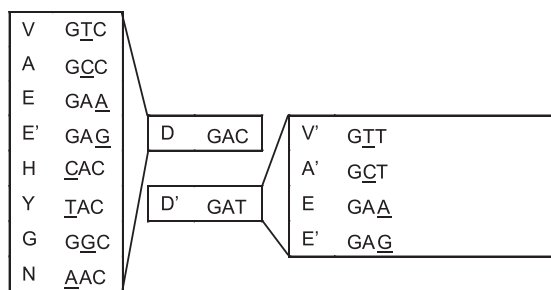 V GTC
A GCC
E GAA
E' GAG
H CAC
Y TAC
G GGC
N AAC
D GAC
D' GAT
V' GTT
A' GCT
E GAA
E' GAG